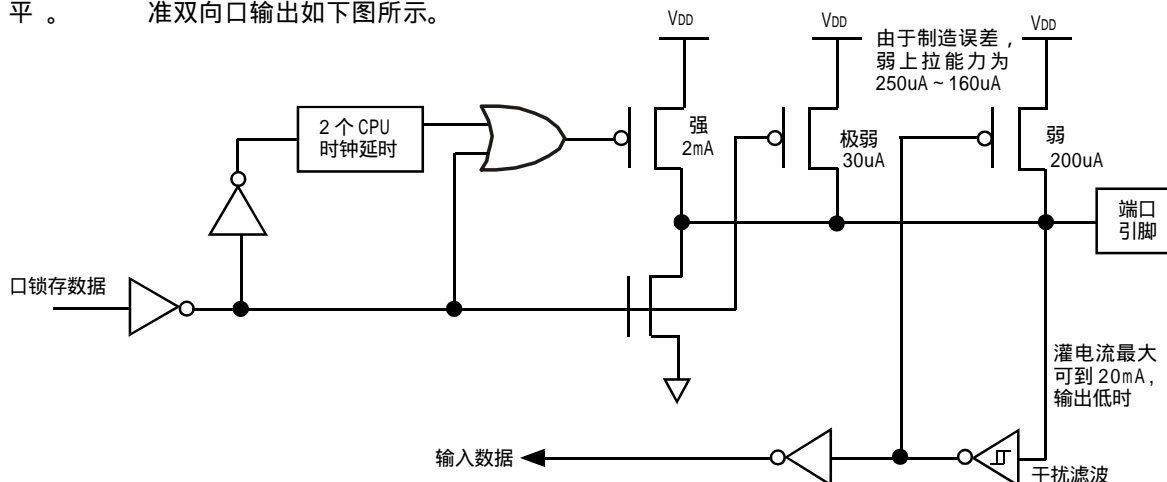 平 。 准双向口输出如下图所示。
VDD
VDD
VDD
由于制造误差，
弱上拉能力为
250uA ~ 160uA
2 个 CPU
时钟延时
强
2mA
极弱
30uA
弱
200uA
端口
引脚
口锁存数据
灌电流最大
可到 20mA,
输出低时
输入数据
干扰滤波